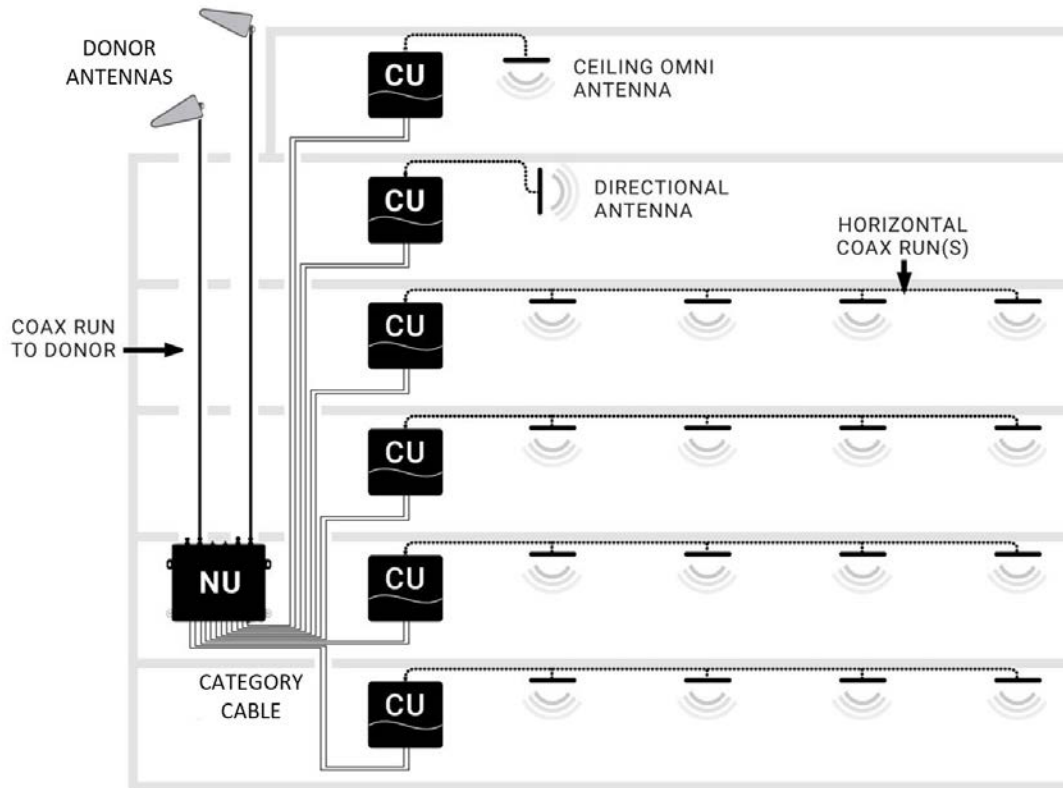 DONOR
ANTENNAS
CU
CEILING OMNI
ANTENNA
CU
DIRECTIONAL
ANTENNA
HORIZONTAL
COAX RUN(S)
CU
COAX RUN
TO DONOR
CU
NU
CU
CATEGORY
CABLE
CU